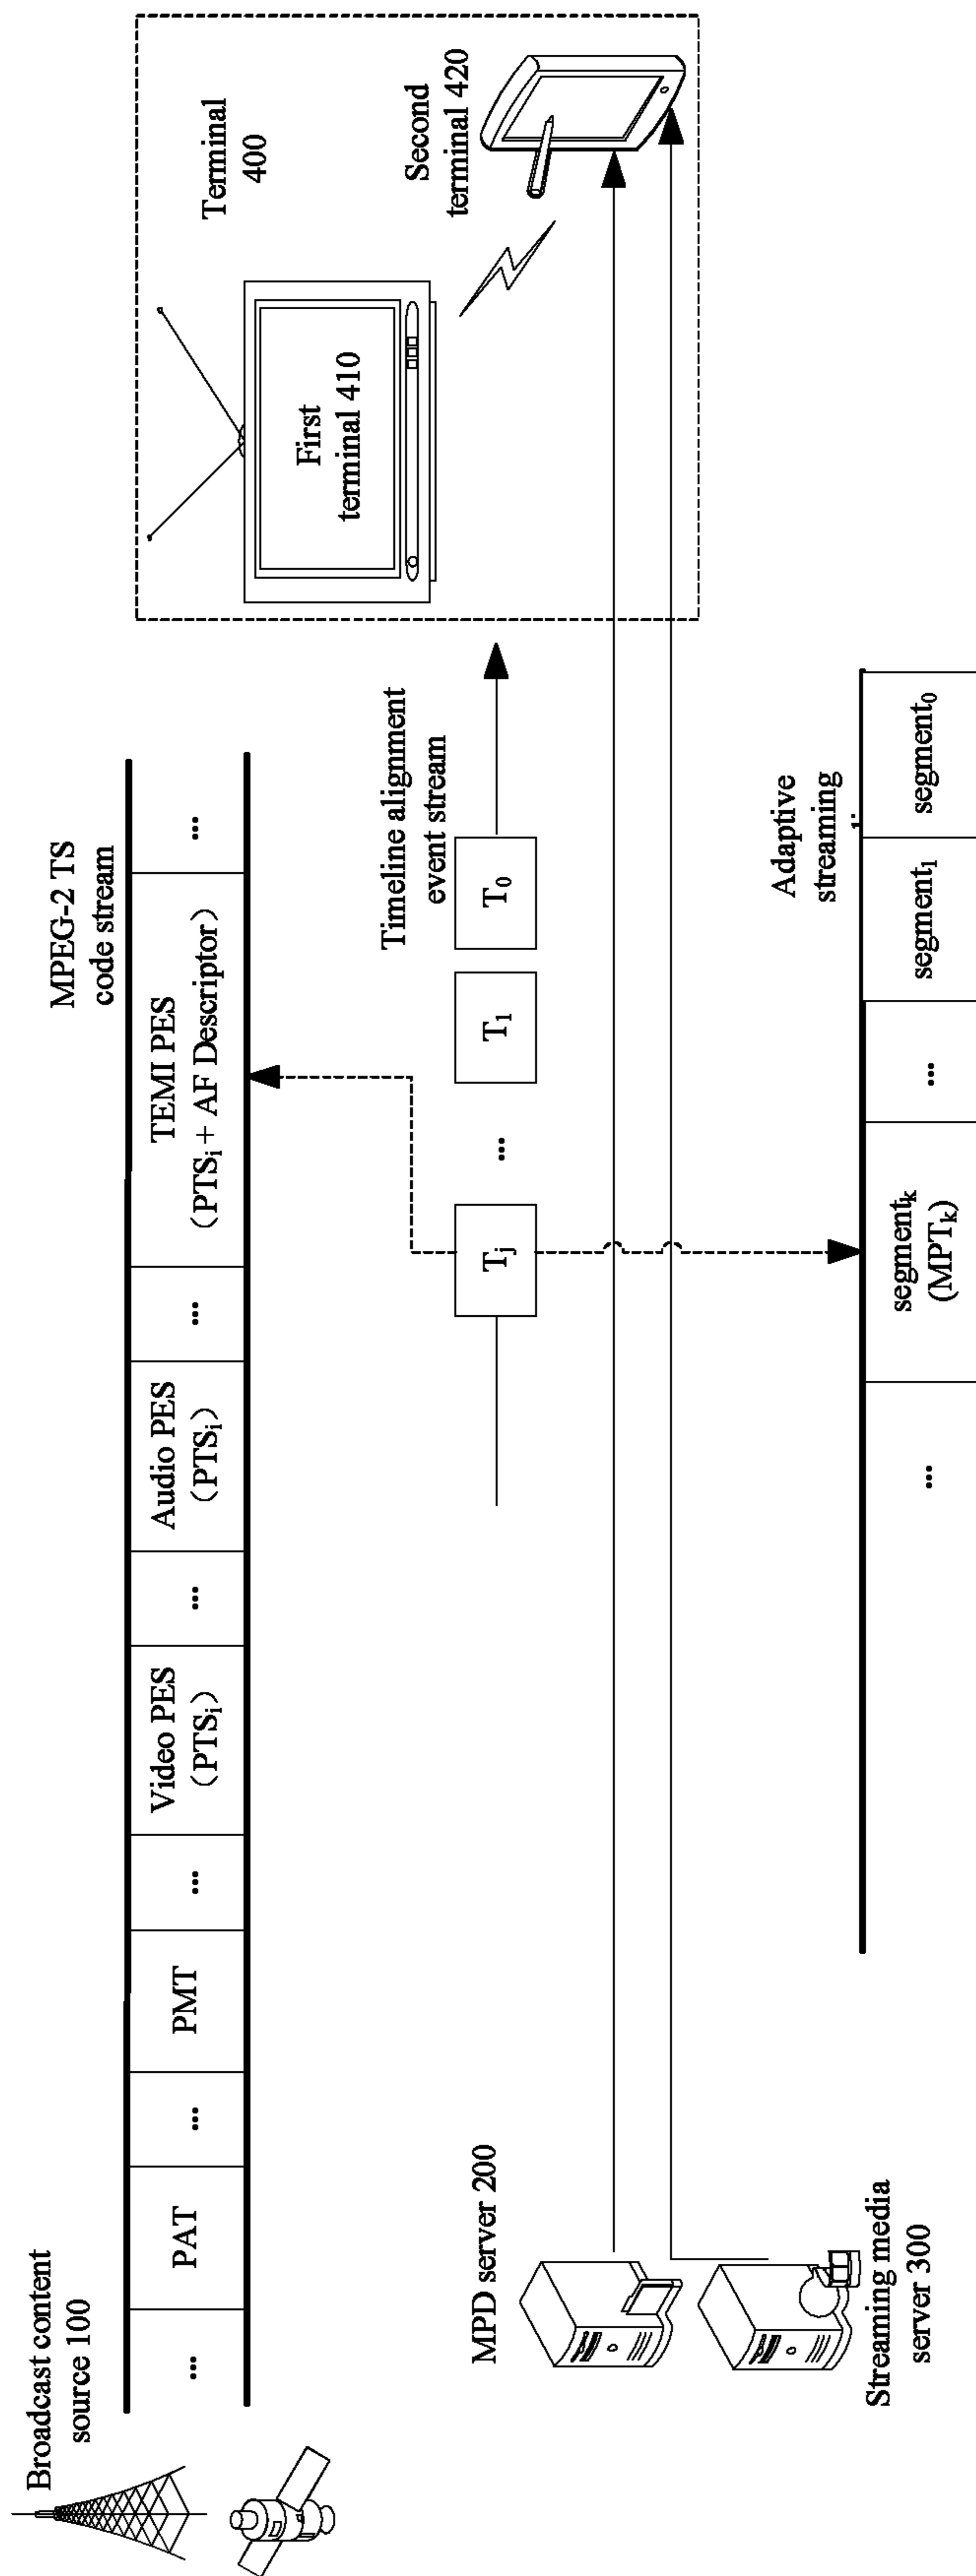 Broadcast content
source 100
MPEG-2 TS
code stream
...
PAT
...
PMT
...
Video PES
(PTSi)
...
Audio PES
(PTSi)
...
TEMI PES
(PTSi + AF Descriptor)
...
Terminal
400
First
terminal 410
Second
terminal 420
Timeline alignment
event stream
Tj
...
T1
T0
MPD server 200
Streaming media
server 300
Adaptive
streaming
...
segmentk
(MPTk)
...
segment1
segment0